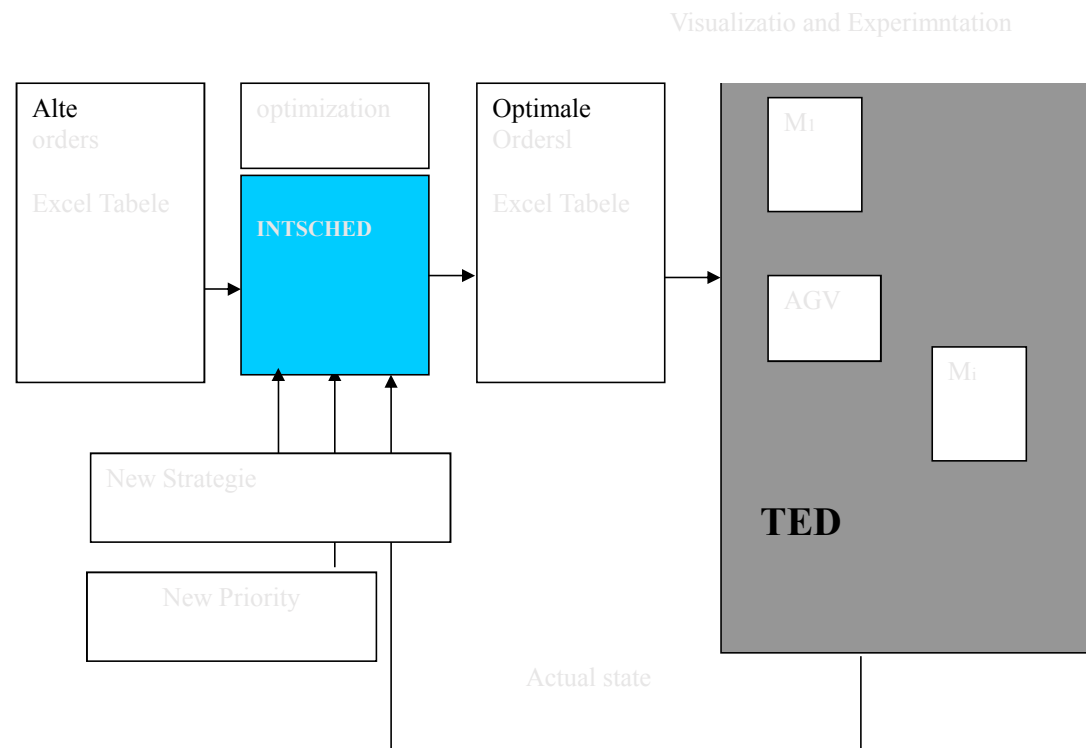 Visualizatio and Experimntation
Alte
orders
Excel Tabele
optimization
INTSCHED
Optimale
Ordersl
Excel Tabele
M1
AGV
Mi
TED
New Strategie
New Priority
Actual state